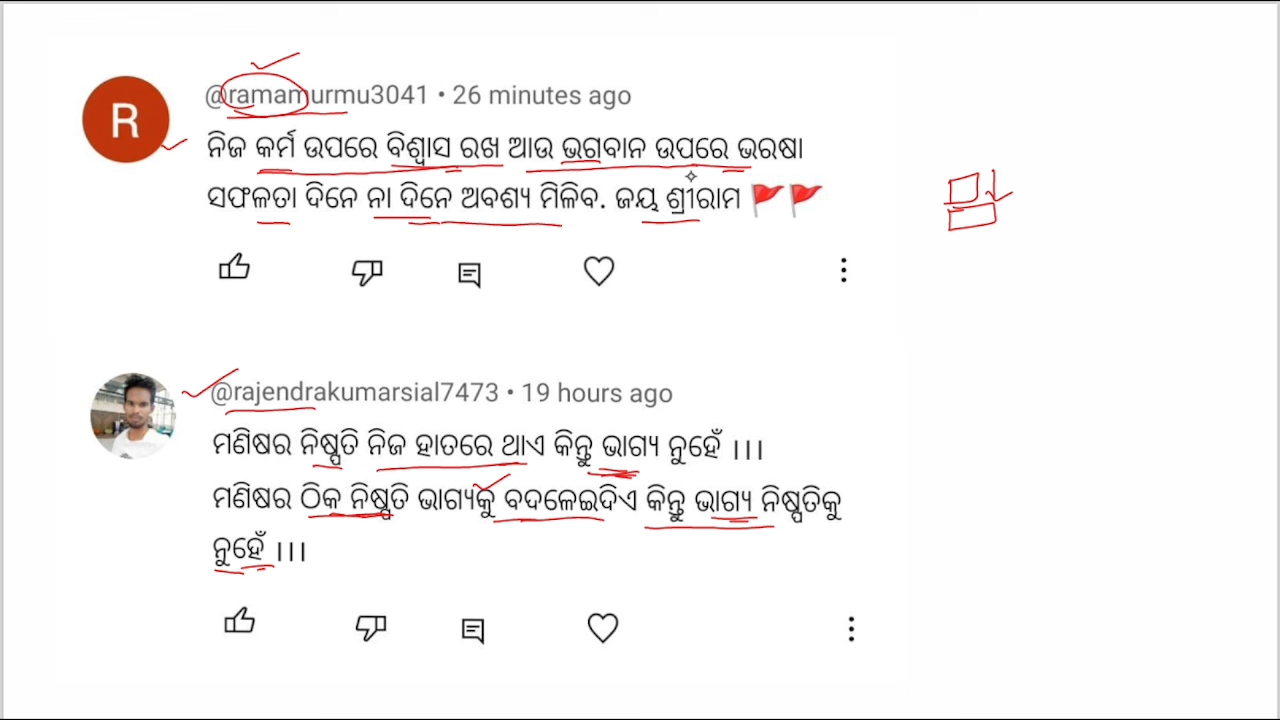 R
@ramamurmu3041 • 26 minutes ago
ନିଜ କର୍ମ ଉପରେ ବିଶ୍ୱାସ ରଖ ଆଉ ଭଗବାନ ଉପରେ ଭରଷା
ସଫଳତା ଦିନେ ନା ଦିନେ ଅବଶ୍ୟ ମିଳିବ. ଜୟ ଶ୍ରୀରାମ 🚩🚩
@rajendrakumarsial7473 • 19 hours ago
ମଣିଷର ନିଷ୍ପତି ନିଜ ହାତରେ ଥାଏ କିନ୍ତୁ ଭାଗ୍ୟ ନୁହେଁ ।।।
ମଣିଷର ଠିକ ନିଷ୍ପତି ଭାଗ୍ୟକୁ ବଦଳେଇଦିଏ କିନ୍ତୁ ଭାଗ୍ୟ ନିଷ୍ପତିକୁ
ନୁହେଁ ।।।